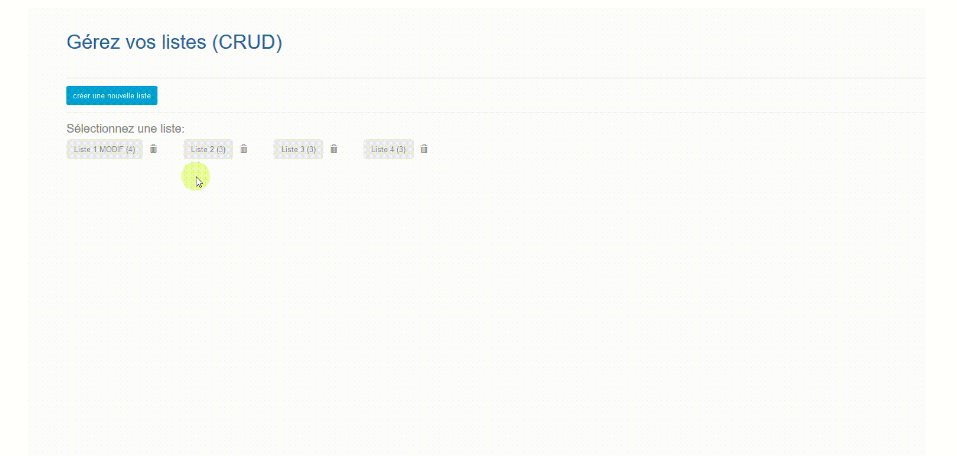 Gérez vos listes (CRUD)
créer une nouvelle liste
Sélectionnez une liste:
Liste 1 MODIF (4) Liste 2 (3) Liste 3 (3) Liste 4 (3)